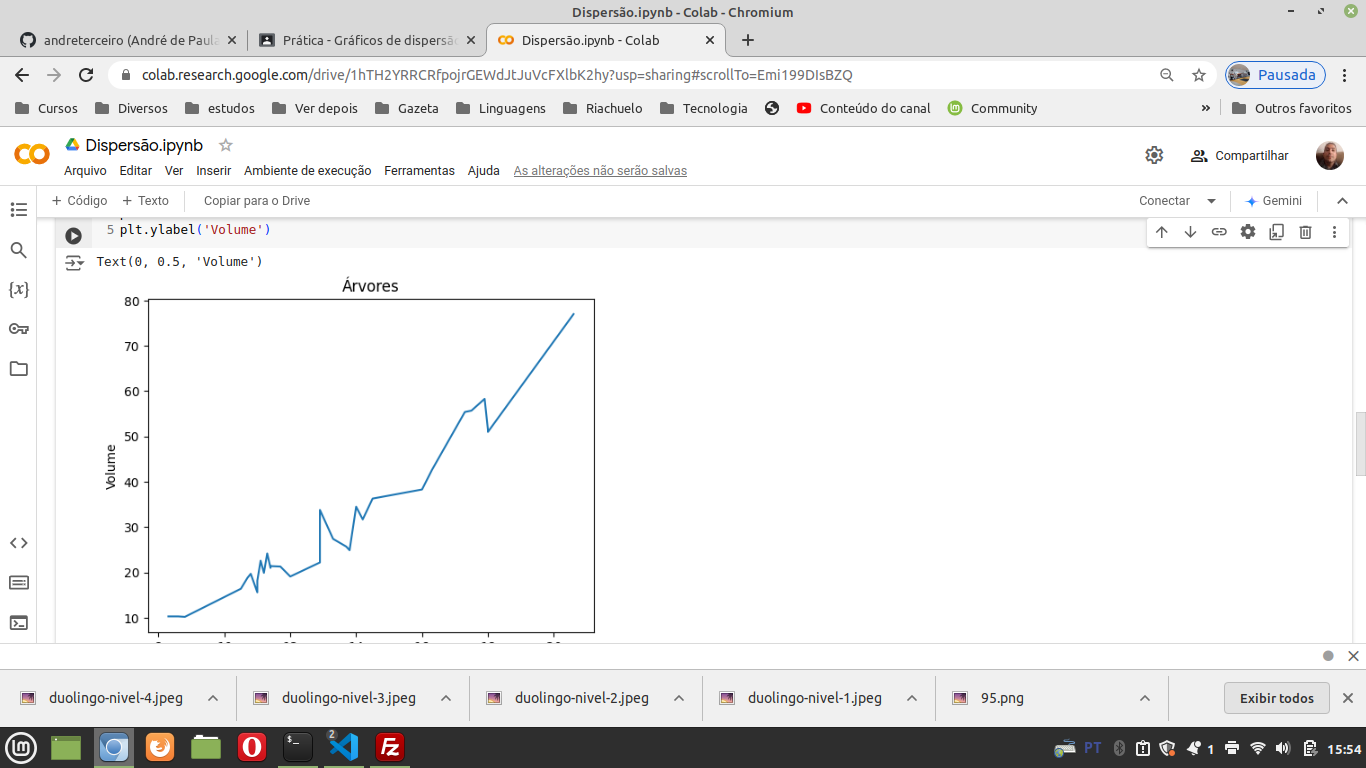 Dispersão.ipynb - Colab - Chromium
andreterceiro (André de Paula
Prática - Gráficos de dispersã
Dispersão.ipynb - Colab
colab.research.google.com/drive/1hTH2YRRCRfpojrGEWdJtJuVcFXlbK2hy?usp=sharing#scrollTo=Emi199DIsBZQ
Pausada
Cursos
Diversos
estudos
Ver depois
Gazeta
Linguagens
Riachuelo
Tecnologia
Conteúdo do canal
Community
»
Outros favoritos
Dispersão.ipynb
Arquivo Editar Ver Inserir Ambiente de execução Ferramentas Ajuda As alterações não serão salvas
Compartilhar
+ Código + Texto Copiar para o Drive
Conectar
Gemini
5 plt.ylabel('Volume')
Text(0, 0.5, 'Volume')
Árvores
80
70
60
50
40
30
20
10
Volume
{x}
duolingo-nivel-4.jpeg
duolingo-nivel-3.jpeg
duolingo-nivel-2.jpeg
duolingo-nivel-1.jpeg
95.png
Exibir todos
2
PT
1
15:54